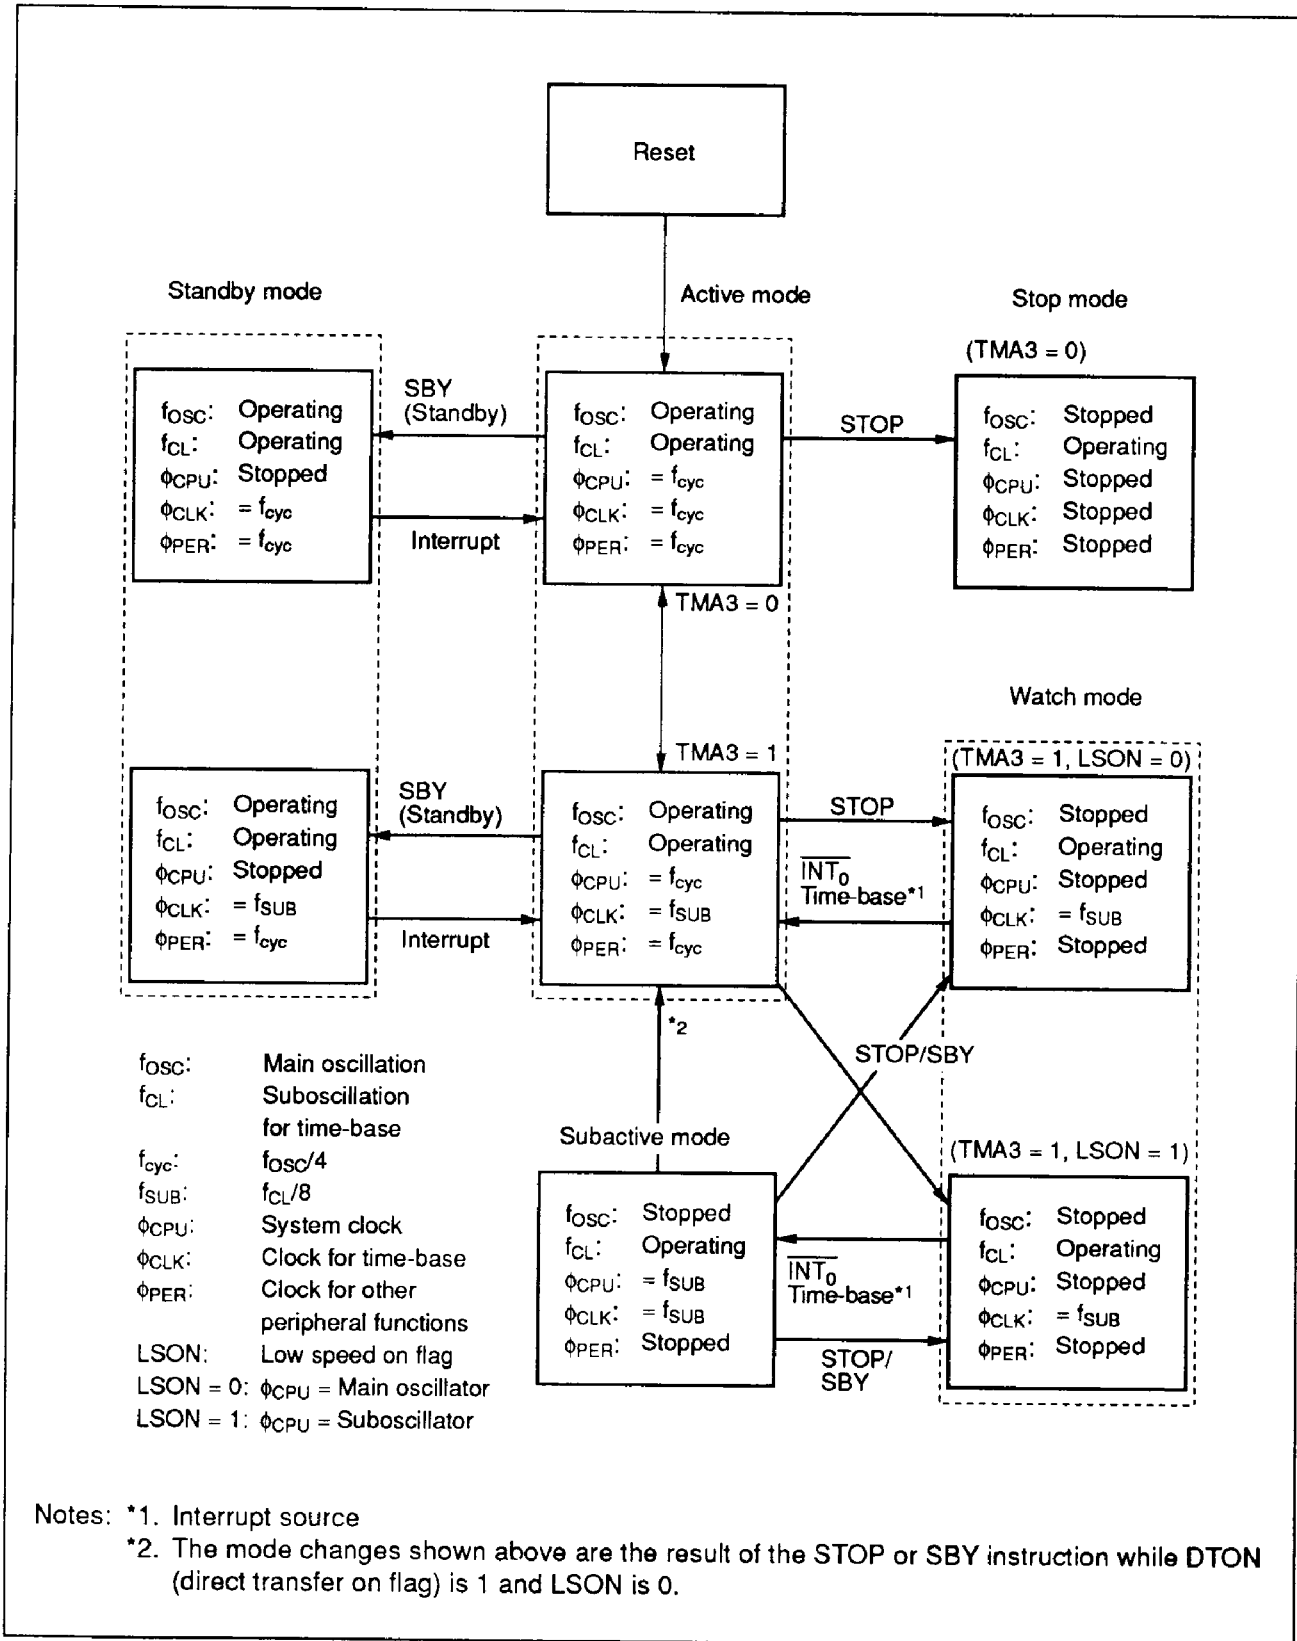 Reset
Standby mode
Active mode
Stop mode
(TMA3 = 0)
fOSC: Operating
fCL: Operating
ϕCPU: Stopped
ϕCLK: = fcyc
ϕPER: = fcyc
SBY
(Standby)
Interrupt
fOSC: Operating
fCL: Operating
ϕCPU: = fcyc
ϕCLK: = fcyc
ϕPER: = fcyc
STOP
fOSC: Stopped
fCL: Operating
ϕCPU: Stopped
ϕCLK: Stopped
ϕPER: Stopped
TMA3 = 0
TMA3 = 1
Watch mode
(TMA3 = 1, LSON = 0)
fOSC: Operating
fCL: Operating
ϕCPU: Stopped
ϕCLK: = fSUB
ϕPER: = fcyc
SBY
(Standby)
Interrupt
fOSC: Operating
fCL: Operating
ϕCPU: = fcyc
ϕCLK: = fSUB
ϕPER: = fcyc
STOP
INT0
Time-base*1
fOSC: Stopped
fCL: Operating
ϕCPU: Stopped
ϕCLK: = fSUB
ϕPER: Stopped
*2
STOP/SBY
Subactive mode
(TMA3 = 1, LSON = 1)
fOSC: Stopped
fCL: Operating
ϕCPU: = fSUB
ϕCLK: = fSUB
ϕPER: Stopped
INT0
Time-base*1
STOP/
SBY
fOSC: Stopped
fCL: Operating
ϕCPU: Stopped
ϕCLK: = fSUB
ϕPER: Stopped
fOSC: Main oscillation
fCL: Suboscillation
for time-base
fcyc: fOSC/4
fSUB: fCL/8
ϕCPU: System clock
ϕCLK: Clock for time-base
ϕPER: Clock for other
peripheral functions
LSON: Low speed on flag
LSON = 0: ϕCPU = Main oscillator
LSON = 1: ϕCPU = Suboscillator
Notes: *1. Interrupt source
*2. The mode changes shown above are the result of the STOP or SBY instruction while DTON
(direct transfer on flag) is 1 and LSON is 0.